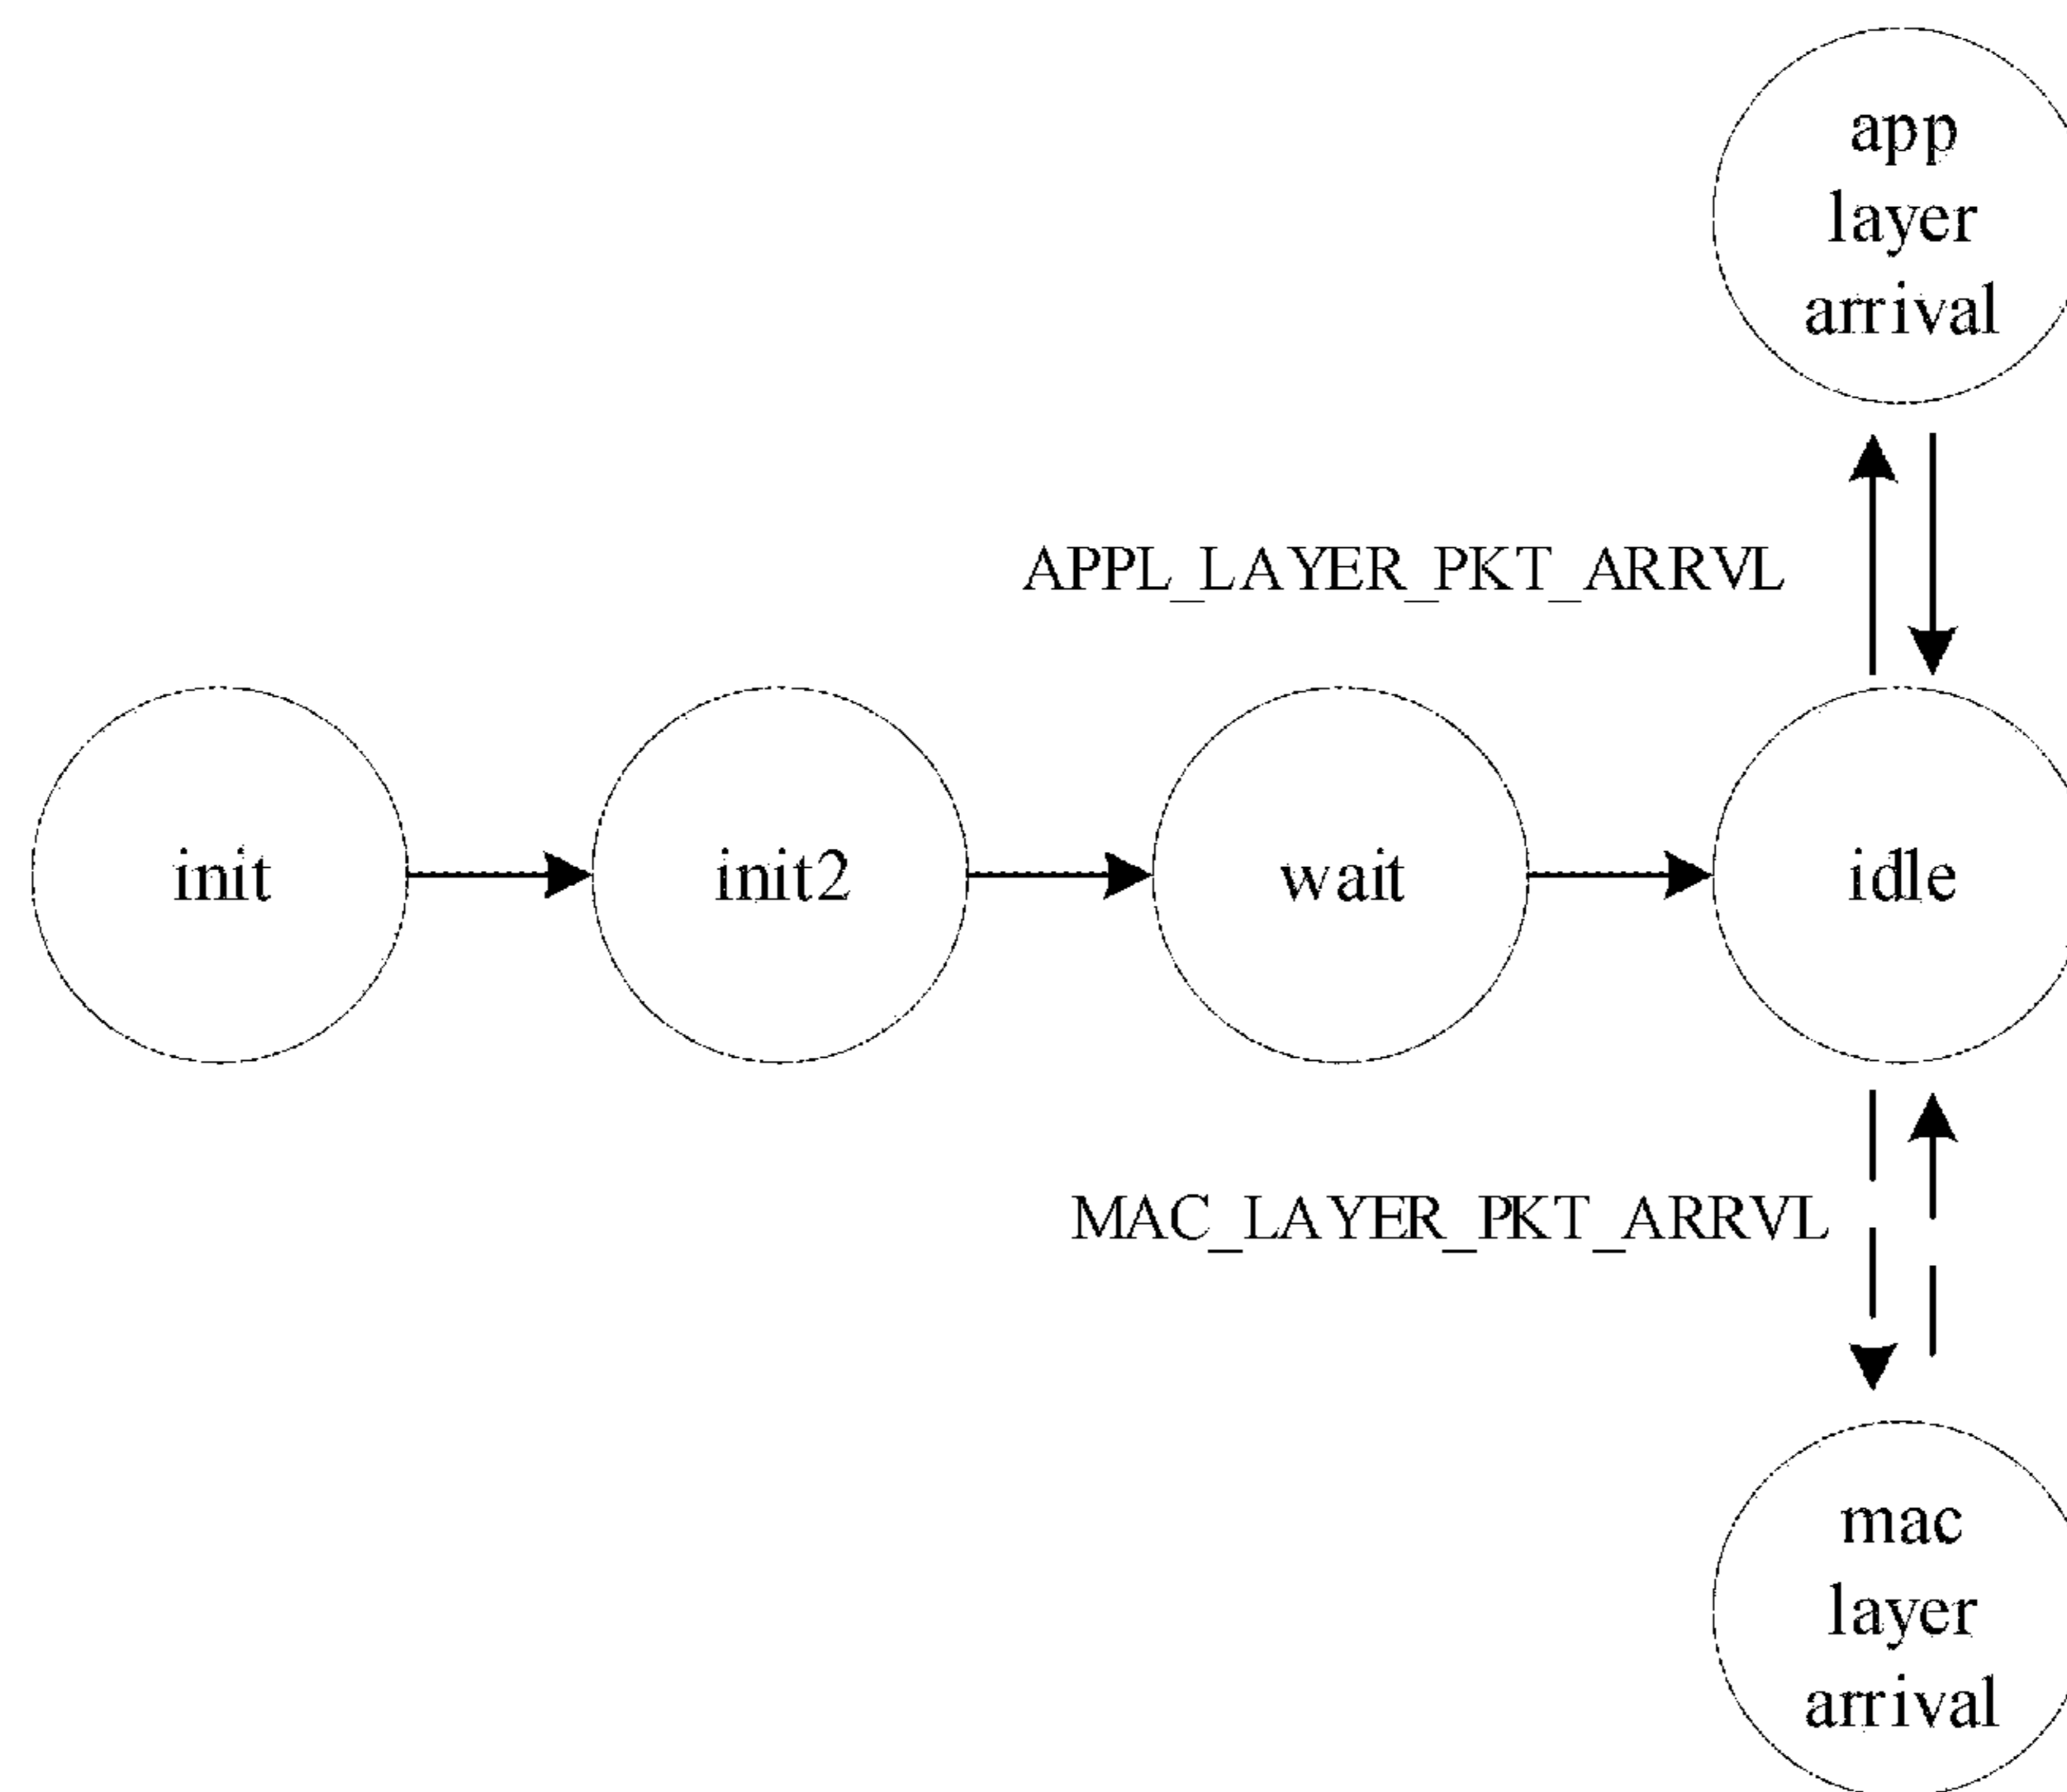 app
layer
arrival
APPL_LAYER_PKT_ARRVL
init
init2
wait
idle
MAC_LAYER_PKT_ARRVL
mac
layer
arrival